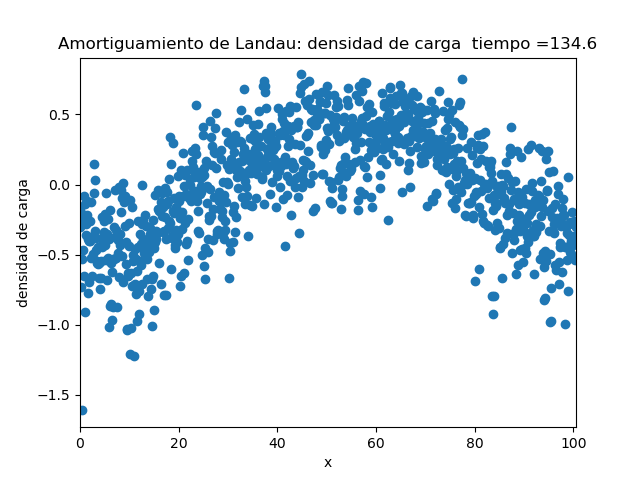 Amortiguamiento de Landau: densidad de carga  tiempo =134.6
densidad de carga
0.5
0.0
−0.5
−1.0
−1.5
0 20 40 60 80 100
x